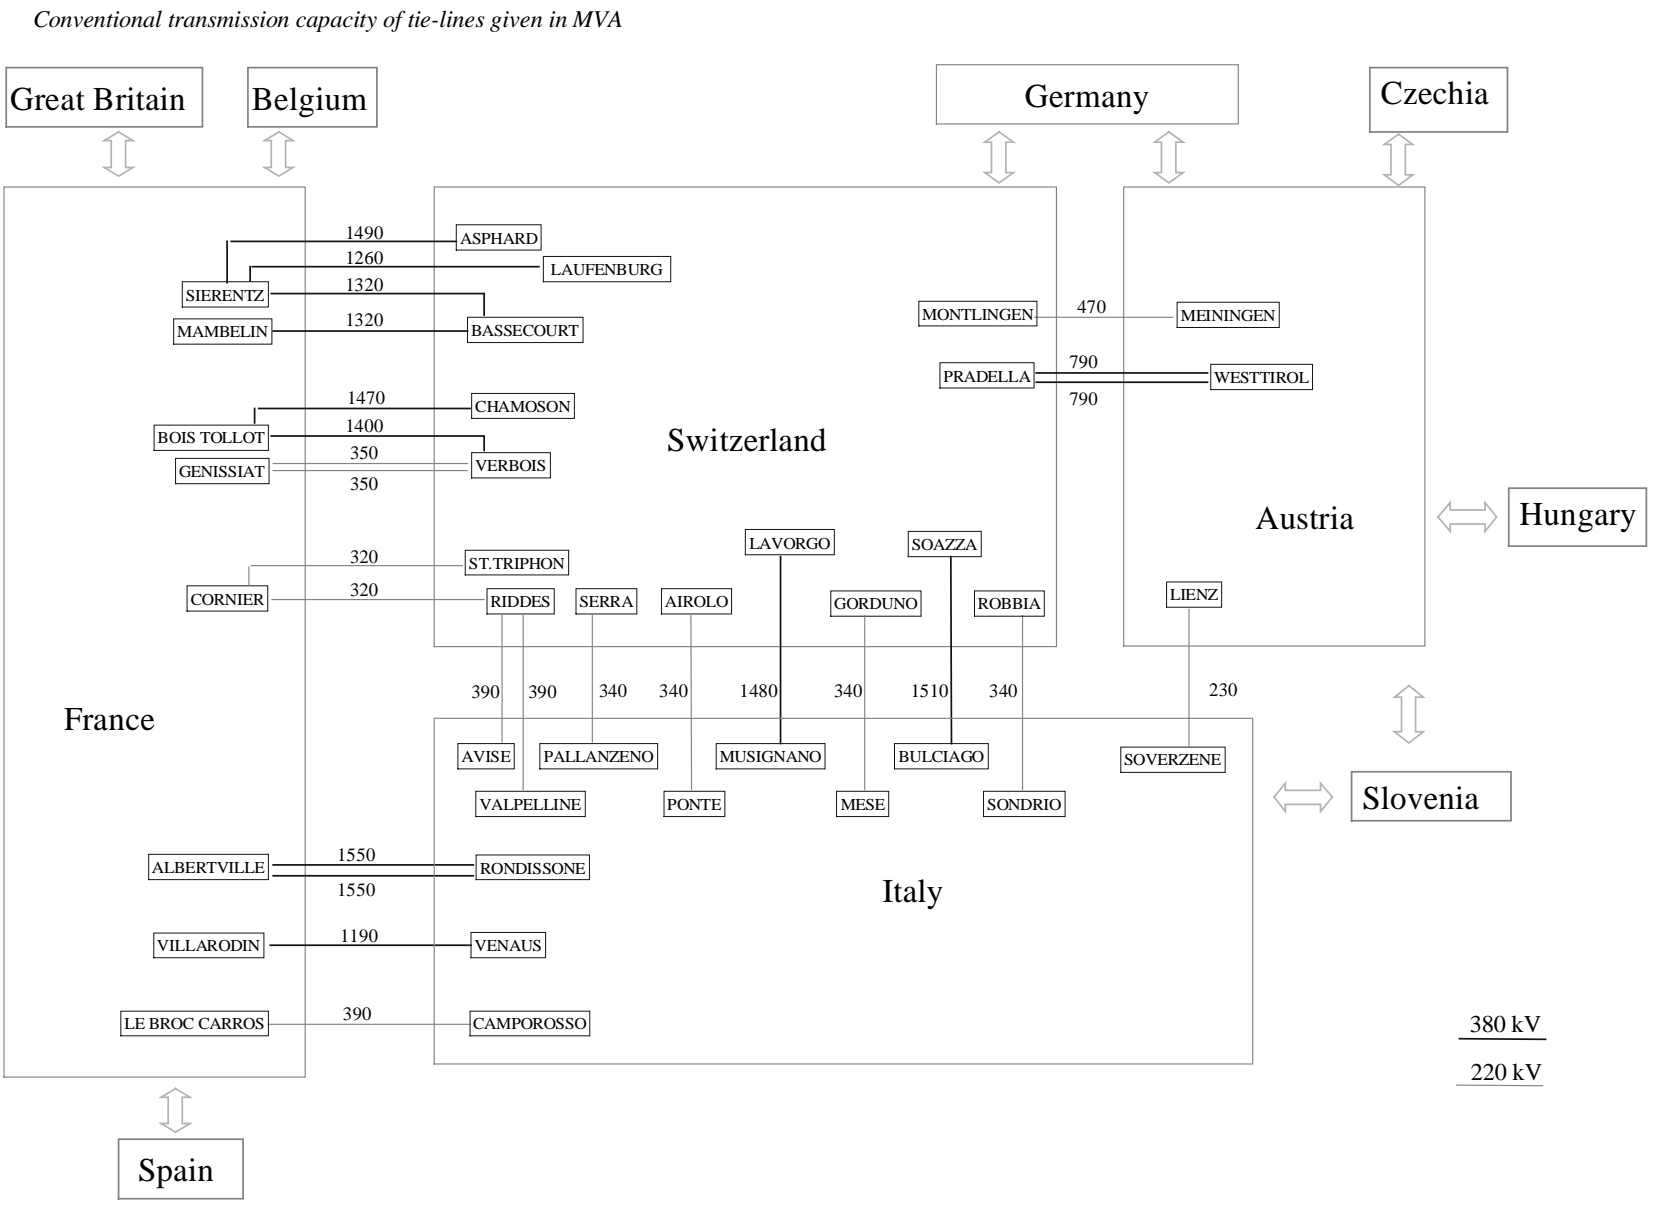 Conventional transmission capacity of tie-lines given in MVA
Great Britain
Belgium
Germany
Czechia
1490
ASPHARD
1260
LAUFENBURG
SIERENTZ
1320
MAMBELIN
1320
BASSECOURT
MONTLINGEN
470
MEININGEN
PRADELLA
790
WESTTIROL
790
1470
CHAMOSON
BOIS TOLLOT
1400
GENISSIAT
350
VERBOIS
350
Switzerland
Austria
Hungary
LAVORGO
SOAZZA
320
ST.TRIPHON
CORNIER
320
RIDDES
SERRA
AIROLO
GORDUNO
ROBBIA
LIENZ
390
390
340
340
1480
340
1510
340
230
France
AVISE
PALLANZENO
MUSIGNANO
BULCIAGO
SOVERZENE
VALPELLINE
PONTE
MESE
SONDRIO
Slovenia
ALBERTVILLE
1550
RONDISSONE
1550
Italy
VILLARODIN
1190
VENAUS
LE BROC CARROS
390
CAMPOROSSO
380 kV
220 kV
Spain